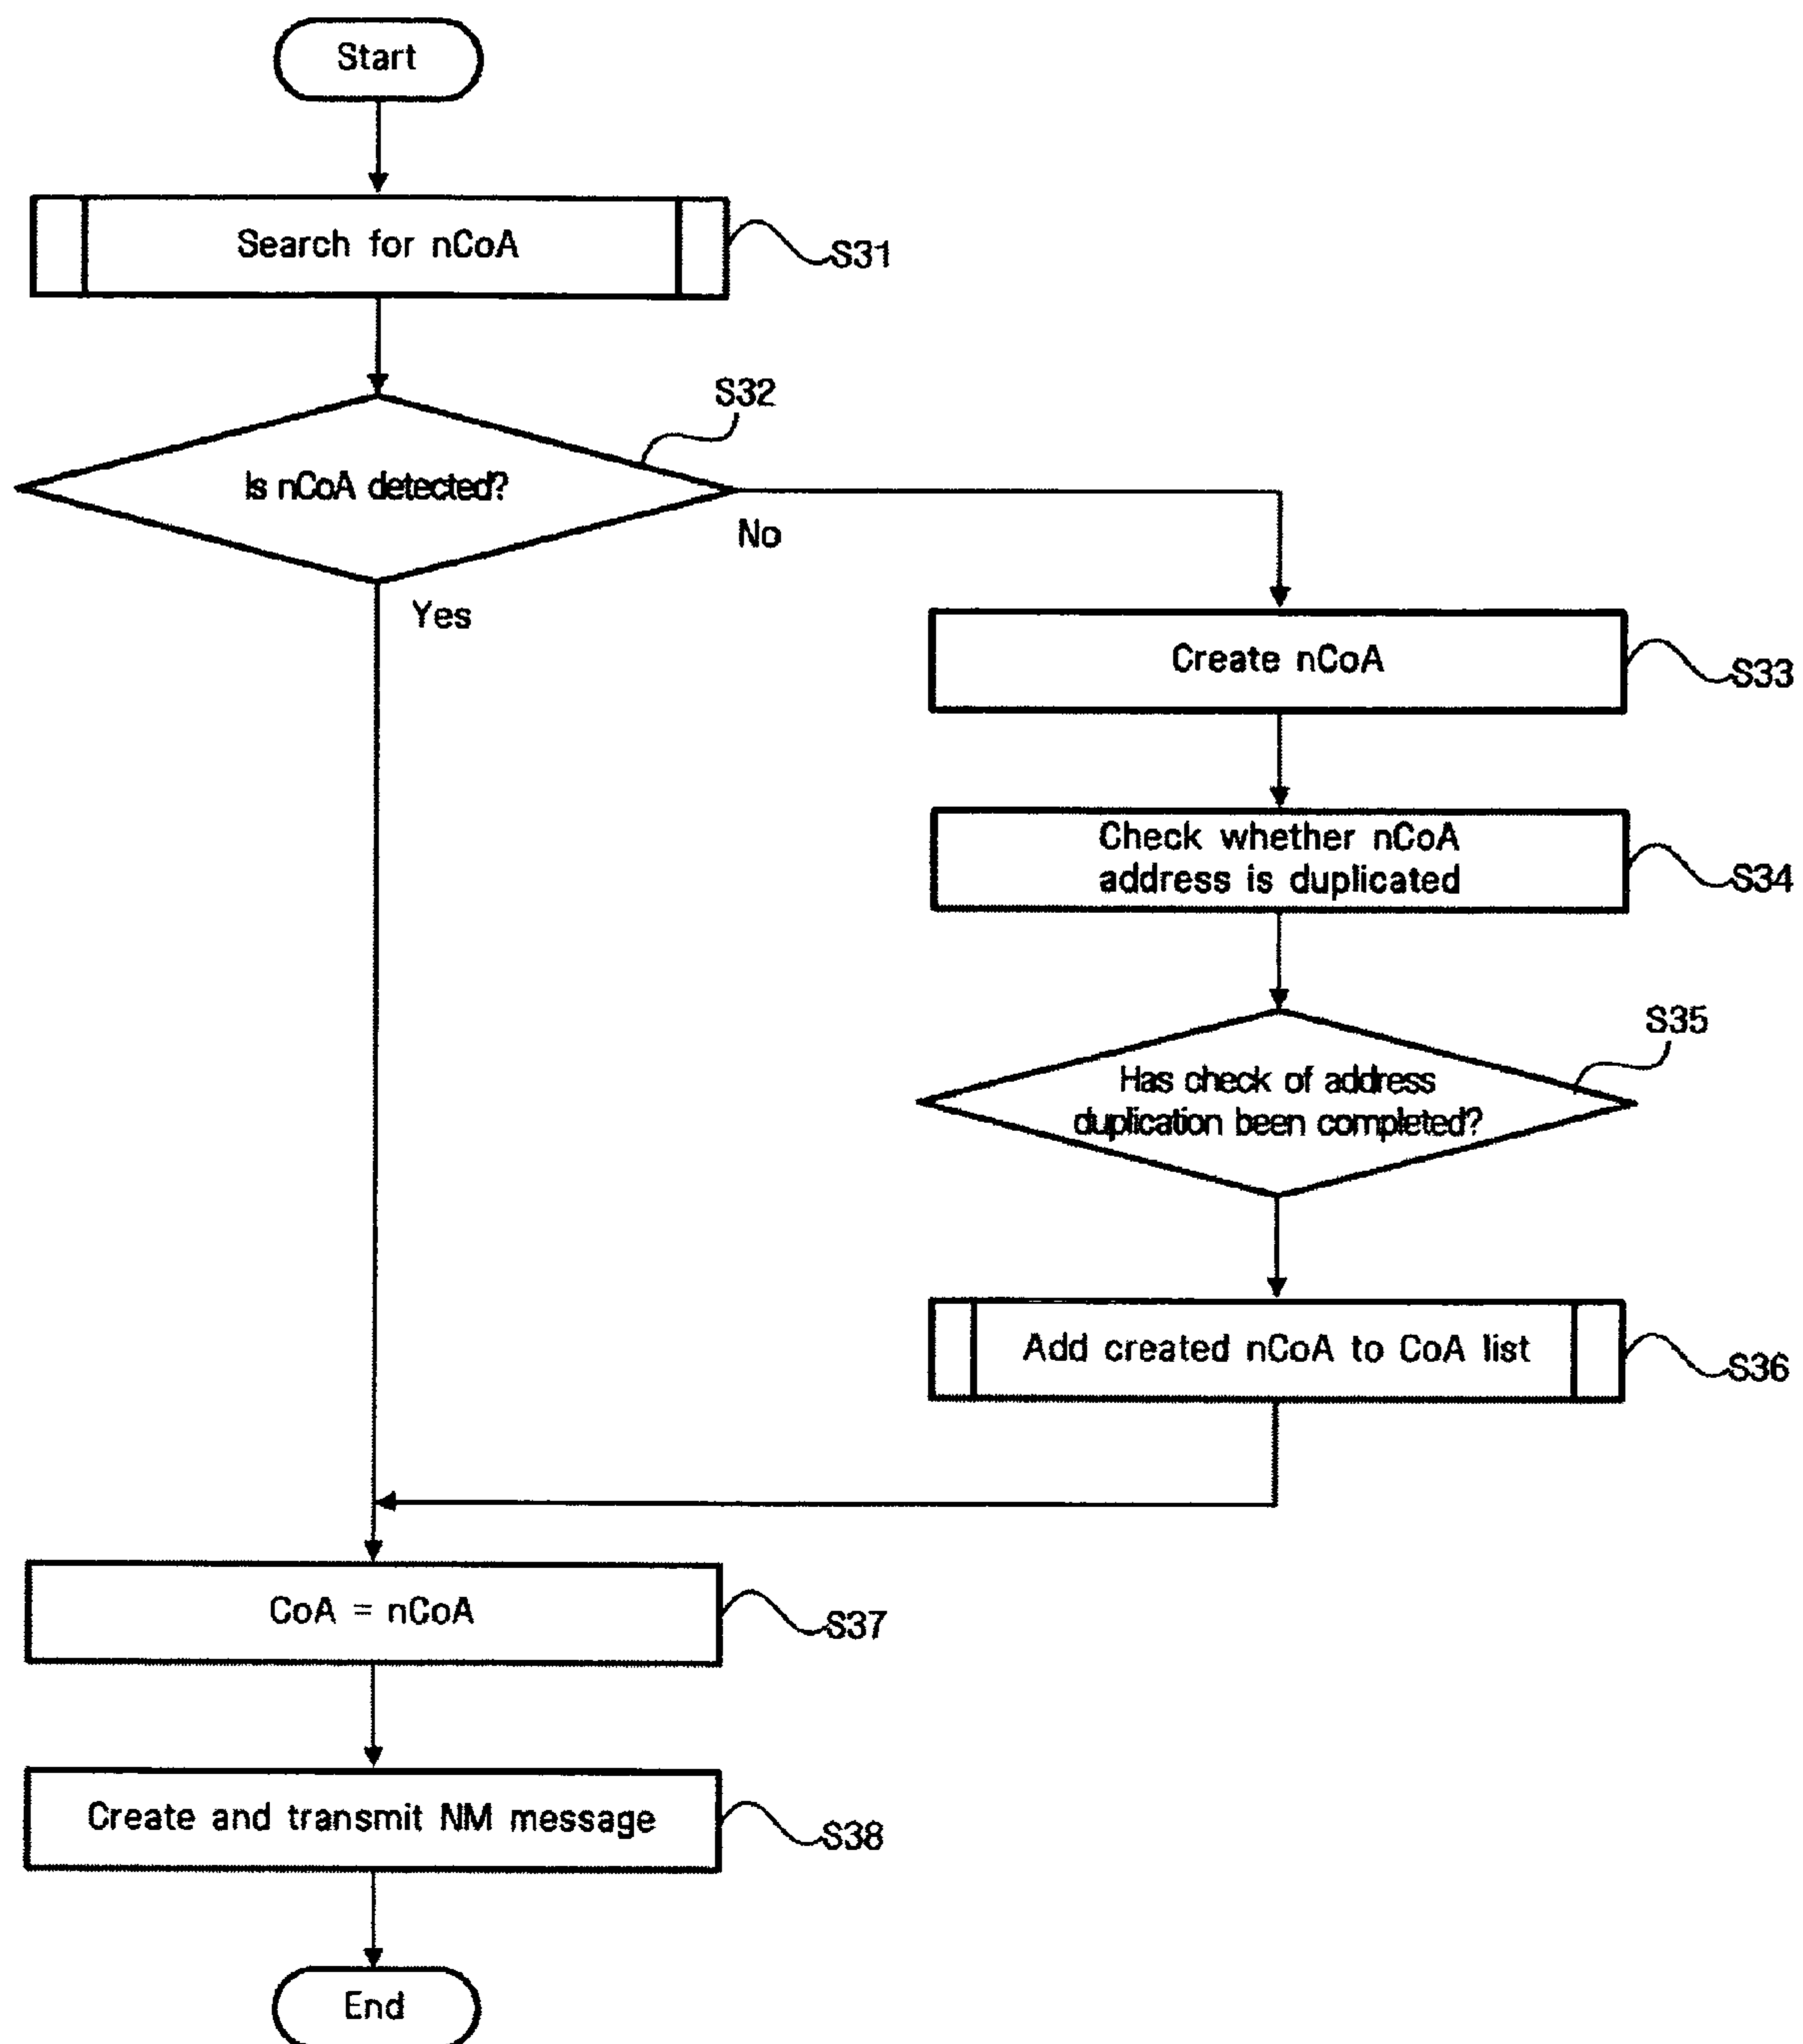 Start
Search for nCoA
S31
S32
Is nCoA detected?
No
Yes
Create nCoA
S33
Check whether nCoA
address is duplicated
S34
S35
Has check of address
duplication been completed?
Add created nCoA to CoA list
S36
CoA = nCoA
S37
Create and transmit NM message
S38
End